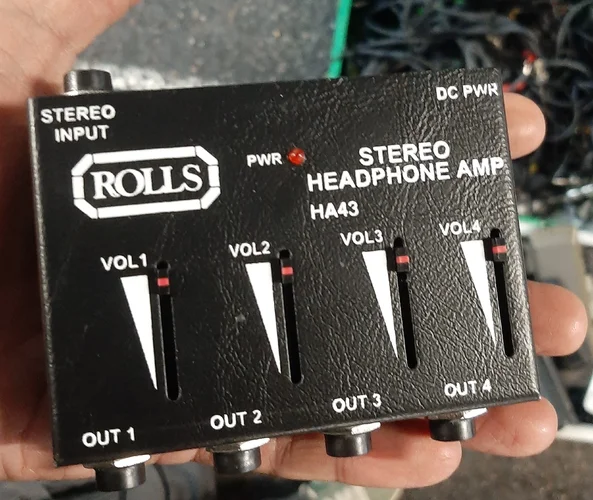 STEREO
INPUT
DC PWR
ROLLS
PWR
STEREO
HEADPHONE AMP
HA43
VOL1
VOL2
VOL3
VOL4
OUT 1
OUT 2
OUT 3
OUT 4